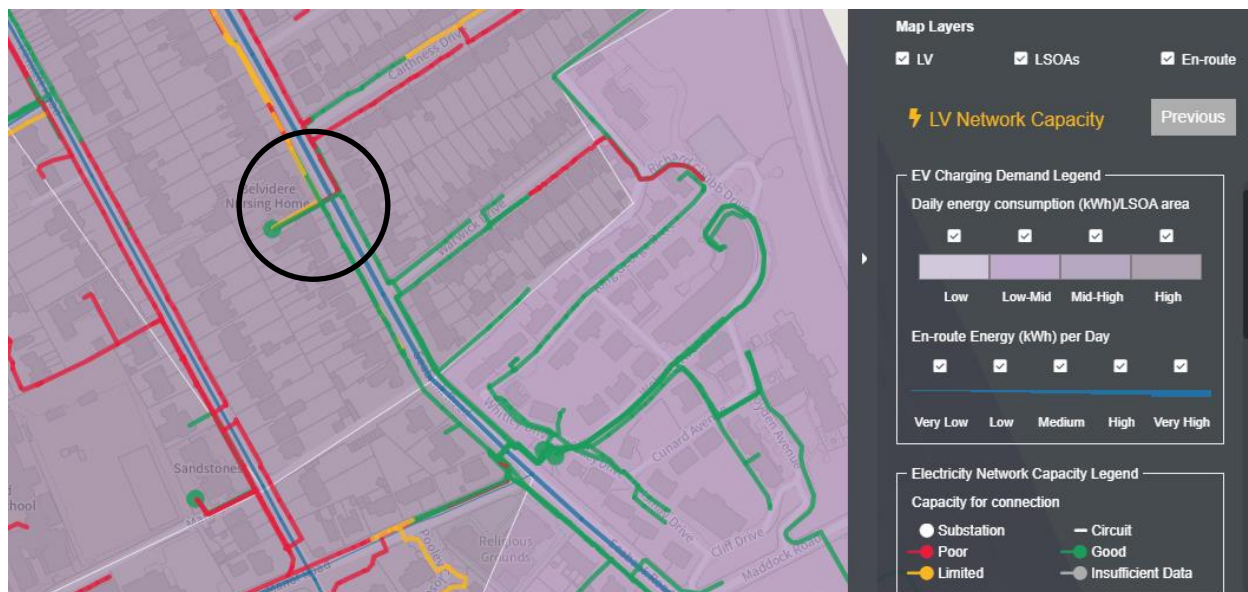 Caithness Drive
Richard Chubb Drive
Belvidere
Nursing Home
Warwick Drive
Sandstones
Religious
Grounds
Cunard Avenue
Cliff Drive
Maddock Road
Map Layers
LV
LSOAs
En-route
LV Network Capacity
Previous
EV Charging Demand Legend
Daily energy consumption (kWh)/LSOA area
Low
Low-Mid
Mid-High
High
En-route Energy (kWh) per Day
Very Low
Low
Medium
High
Very High
Electricity Network Capacity Legend
Capacity for connection
Substation
Circuit
Poor
Good
Limited
Insufficient Data